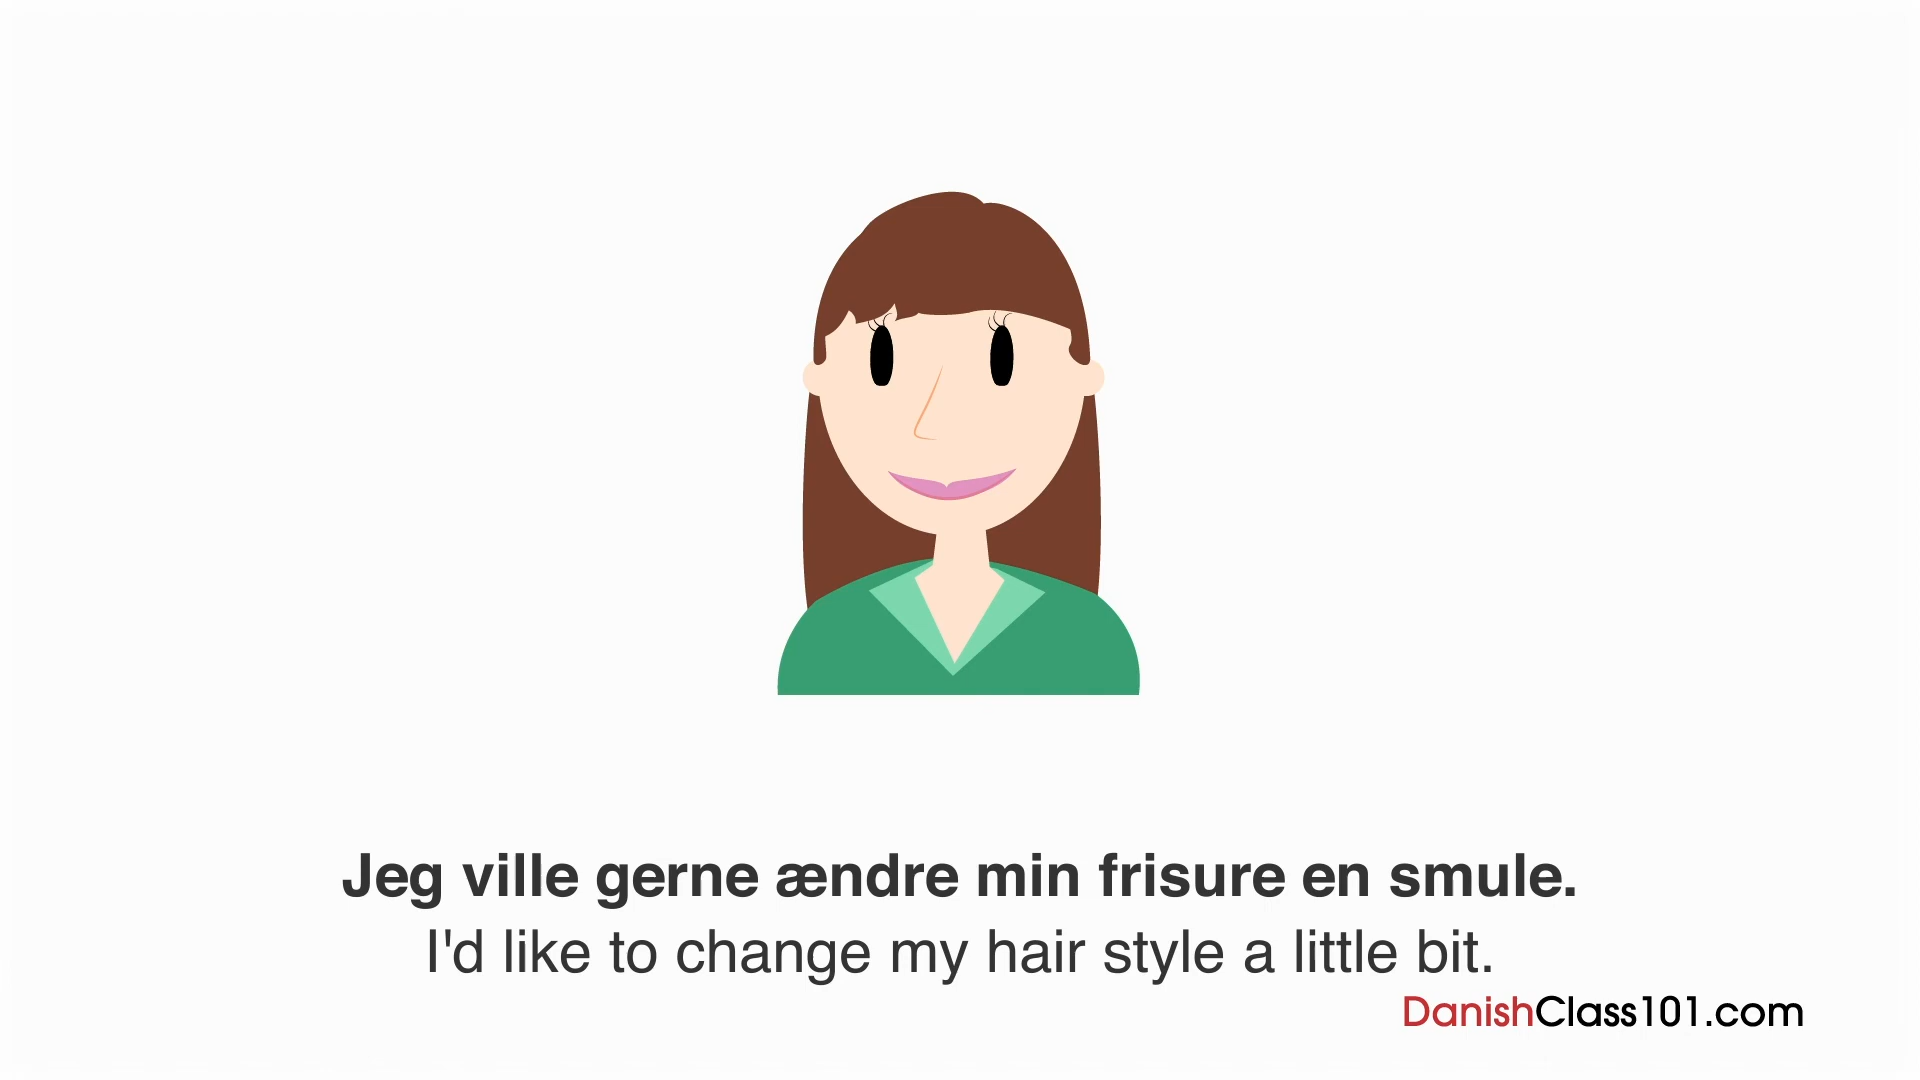 Jeg ville gerne ændre min frisure en smule.
I'd like to change my hair style a little bit.
DanishClass101.com